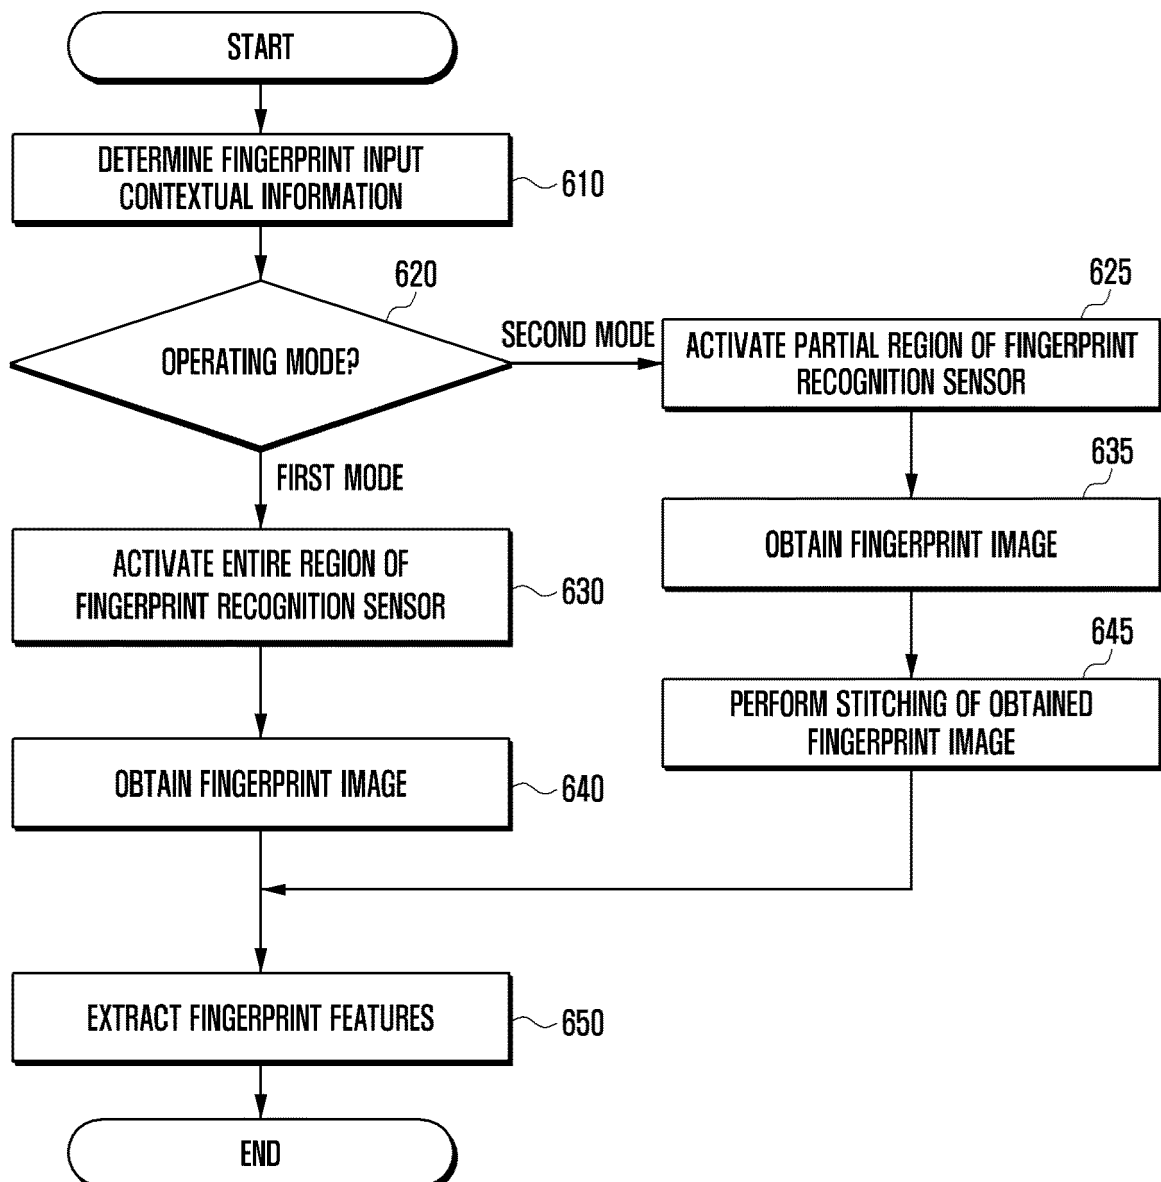 START
DETERMINE FINGERPRINT INPUT
CONTEXTUAL INFORMATION
610
620
OPERATING MODE?
SECOND MODE
625
ACTIVATE PARTIAL REGION OF FINGERPRINT
RECOGNITION SENSOR
635
OBTAIN FINGERPRINT IMAGE
645
PERFORM STITCHING OF OBTAINED
FINGERPRINT IMAGE
FIRST MODE
ACTIVATE ENTIRE REGION OF
FINGERPRINT RECOGNITION SENSOR
630
OBTAIN FINGERPRINT IMAGE
640
EXTRACT FINGERPRINT FEATURES
650
END